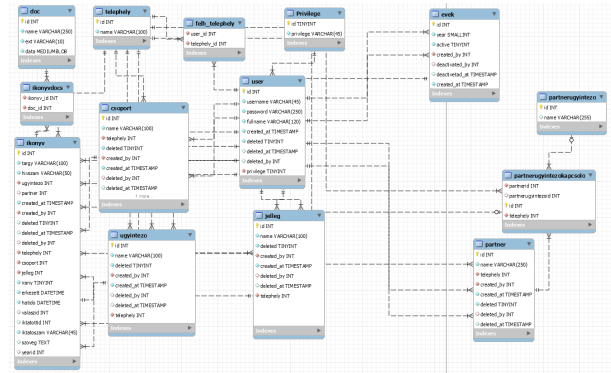 doc
id INT
name VARCHAR(250)
ext VARCHAR(10)
data MEDIUMBLOB
Indexes
telephely
id INT
name VARCHAR(100)
Indexes
felh_telephely
user_id INT
telephely_id INT
Indexes
Privilege
id TINYINT
privilege VARCHAR(45)
Indexes
evek
id INT
year SMALLINT
active TINYINT
created_by INT
deactivated_by INT
deactivated_at TIMESTAMP
created_at TIMESTAMP
Indexes
ikonyvdocs
ikonyv_id INT
doc_id INT
Indexes
csoport
id INT
name VARCHAR(100)
telephely INT
deleted TINYINT
created_by INT
created_at TIMESTAMP
deleted_by INT
deleted_at TIMESTAMP
1 more...
Indexes
user
id INT
username VARCHAR(45)
password VARCHAR(250)
fullname VARCHAR(120)
created_at TIMESTAMP
deleted TINYINT
created_by INT
deleted_at TIMESTAMP
deleted_by INT
privilege TINYINT
Indexes
partnerugyintezo
id INT
name VARCHAR(255)
Indexes
ikonyv
id INT
targy VARCHAR(100)
hivszam VARCHAR(50)
ugyintezo INT
partner INT
created_at TIMESTAMP
created_by INT
deleted TINYINT
deleted_at TIMESTAMP
deleted_by INT
telephely INT
csoport INT
jelleg INT
irany TINYINT
erkezett DATETIME
hatido DATETIME
valaszid INT
iktatottid INT
iktatoszam VARCHAR(45)
szoveg TEXT
yearid INT
Indexes
partnerugyintezokapcsolo
partnerid INT
partnerugyintezoid INT
id INT
telephely INT
Indexes
ugyintezo
id INT
name VARCHAR(100)
deleted TINYINT
created_by INT
created_at TIMESTAMP
deleted_by INT
deleted_at TIMESTAMP
telephely INT
Indexes
jelleg
id INT
name VARCHAR(100)
deleted TINYINT
created_by INT
created_at TIMESTAMP
deleted_by INT
deleted_at TIMESTAMP
telephely INT
Indexes
partner
id INT
name VARCHAR(250)
telephely INT
created_by INT
created_at TIMESTAMP
deleted TINYINT
deleted_by INT
deleted_at TIMESTAMP
Indexes